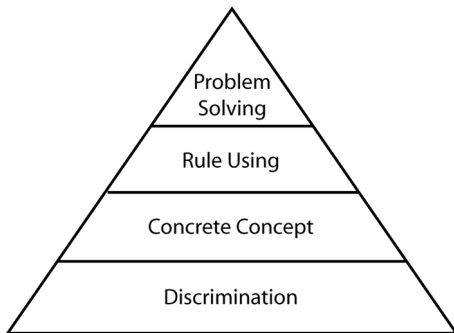 Problem
Solving
Rule Using
Concrete Concept
Discrimination